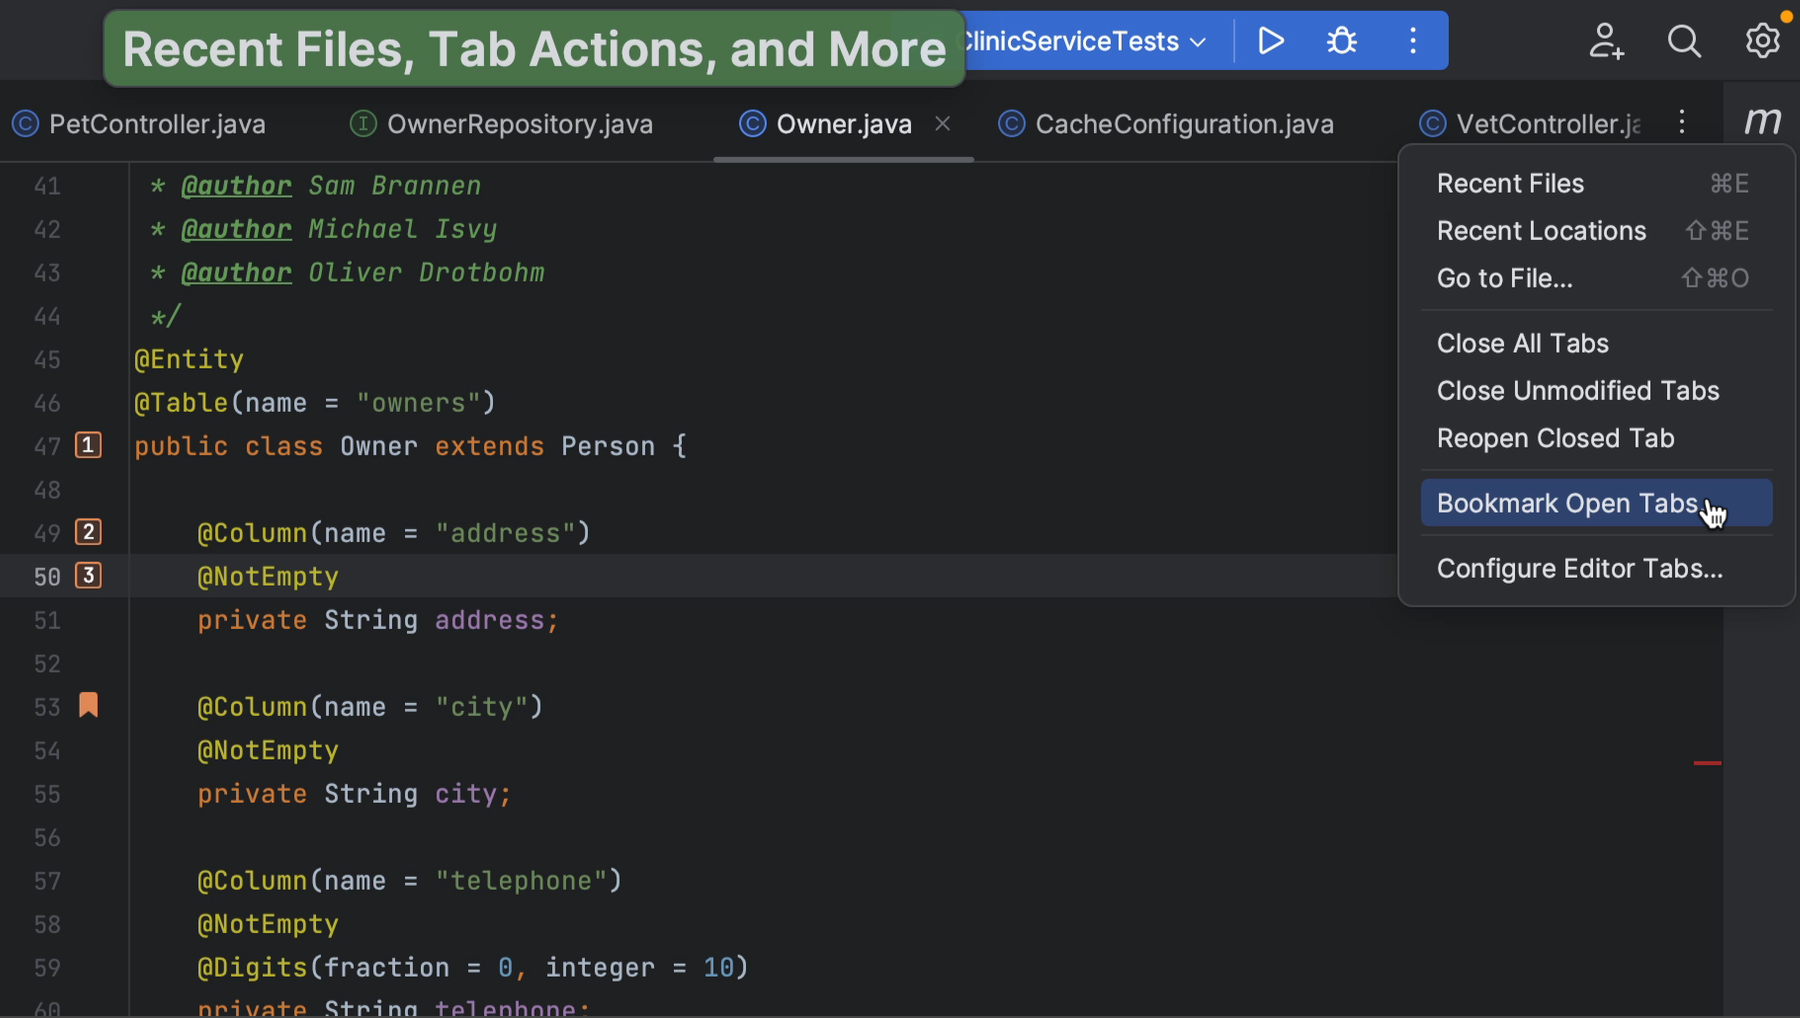 Recent Files, Tab Actions, and More
ClinicServiceTests
PetController.java
OwnerRepository.java
Owner.java
CacheConfiguration.java
VetController.ja
m
41 * @author Sam Brannen
42 * @author Michael Isvy
43 * @author Oliver Drotbohm
44 */
45 @Entity
46 @Table(name = "owners")
47 1 public class Owner extends Person {
48
49 2 @Column(name = "address")
50 3 @NotEmpty
51 private String address;
52
53 @Column(name = "city")
54 @NotEmpty
55 private String city;
56
57 @Column(name = "telephone")
58 @NotEmpty
59 @Digits(fraction = 0, integer = 10)
60 private String telephone;
Recent Files ⌘E
Recent Locations ⇧⌘E
Go to File... ⇧⌘O
Close All Tabs
Close Unmodified Tabs
Reopen Closed Tab
Bookmark Open Tabs
Configure Editor Tabs...